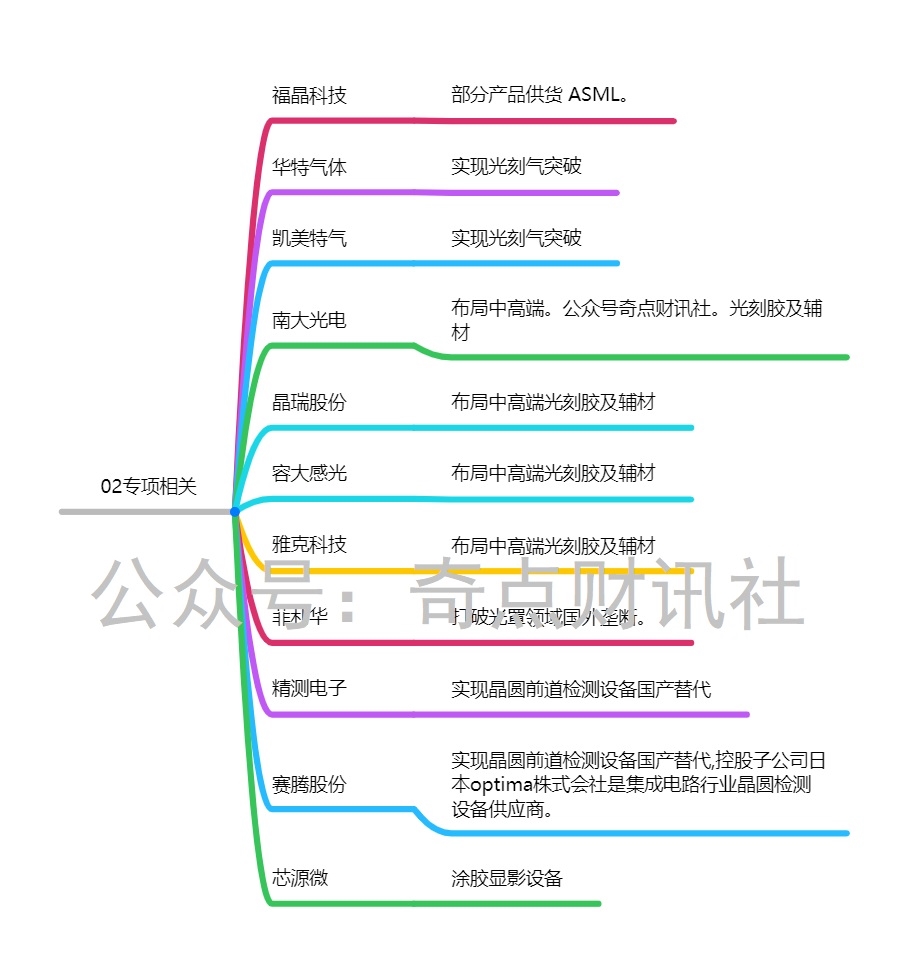 福晶科技
部分产品供货 ASML。
华特气体
实现光刻气突破
凯美特气
实现光刻气突破
南大光电
布局中高端。公众号奇点财讯社。光刻胶及辅
材
晶瑞股份
布局中高端光刻胶及辅材
容大感光
布局中高端光刻胶及辅材
02专项相关
雅克科技
布局中高端光刻胶及辅材
公众号：奇点财讯社
菲利华
打破光罩领域国外垄断。
精测电子
实现晶圆前道检测设备国产替代
赛腾股份
实现晶圆前道检测设备国产替代,控股子公司日
本optima株式会社是集成电路行业晶圆检测
设备供应商。
芯源微
涂胶显影设备